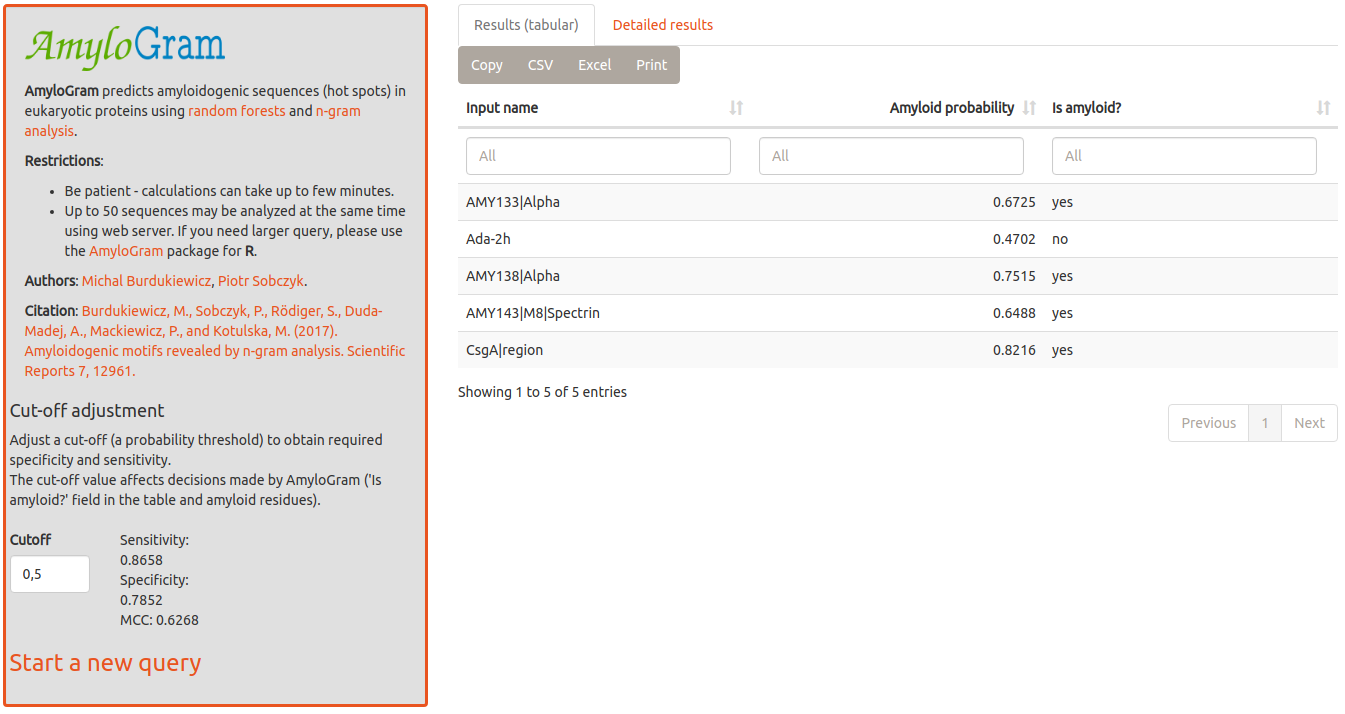 AmyloGram
AmyloGram predicts amyloidogenic sequences (hot spots) in
eukaryotic proteins using random forests and n-gram
analysis.
Restrictions:
• Be patient - calculations can take up to few minutes.
• Up to 50 sequences may be analyzed at the same time
using web server. If you need larger query, please use
the AmyloGram package for R.
Authors: Michal Burdukiewicz, Piotr Sobczyk.
Citation: Burdukiewicz, M., Sobczyk, P., Rödiger, S., Duda-
Madej, A., Mackiewicz, P., and Kotulska, M. (2017).
Amyloidogenic motifs revealed by n-gram analysis. Scientific
Reports 7, 12961.
Cut-off adjustment
Adjust a cut-off (a probability threshold) to obtain required
specificity and sensitivity.
The cut-off value affects decisions made by AmyloGram ('Is
amyloid?' field in the table and amyloid residues).
Cutoff
0,5
Sensitivity:
0.8658
Specificity:
0.7852
MCC: 0.6268
Start a new query
Results (tabular) Detailed results
Copy CSV Excel Print
Input name Amyloid probability Is amyloid?
All All All
AMY133|Alpha 0.6725 yes
Ada-2h 0.4702 no
AMY138|Alpha 0.7515 yes
AMY143|M8|Spectrin 0.6488 yes
CsgA|region 0.8216 yes
Showing 1 to 5 of 5 entries
Previous 1 Next